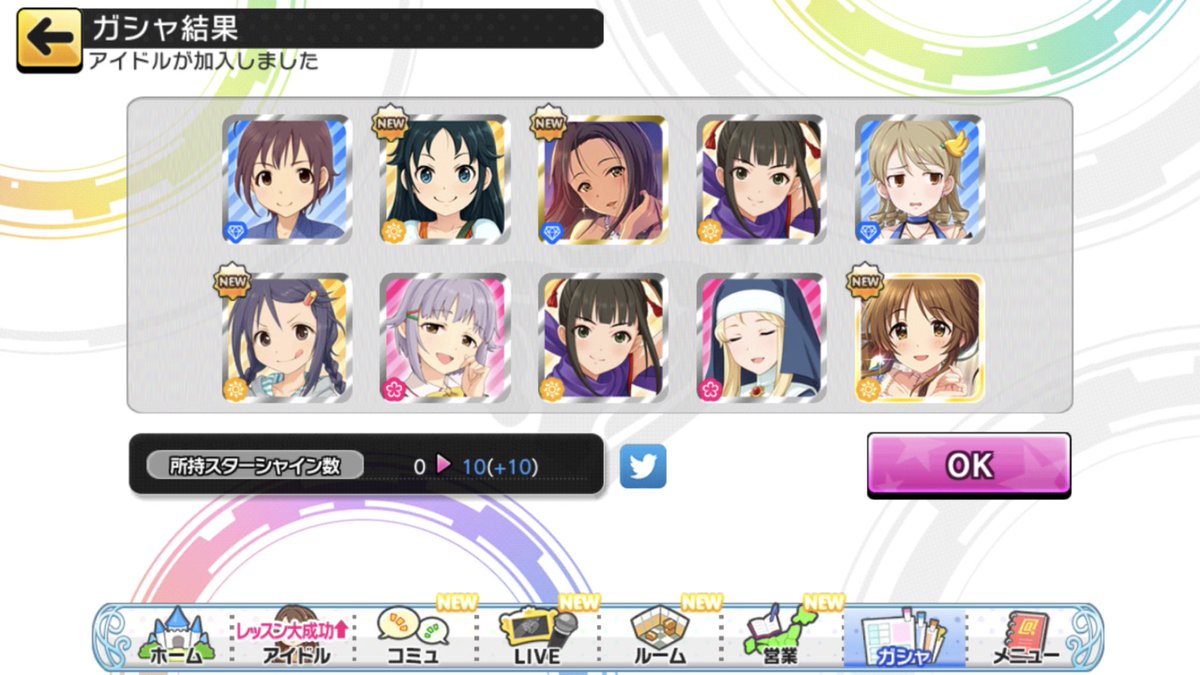 ガシャ結果
アイドルが加入しました
NEW
NEW
NEW
NEW
所持スターシャイン数
0 ▶ 10(+10)
OK
NEW
NEW
NEW
NEW
レッスン大成功↑
ホーム
アイドル
コミュ
LIVE
ルーム
営業
ガシャ
メニュー